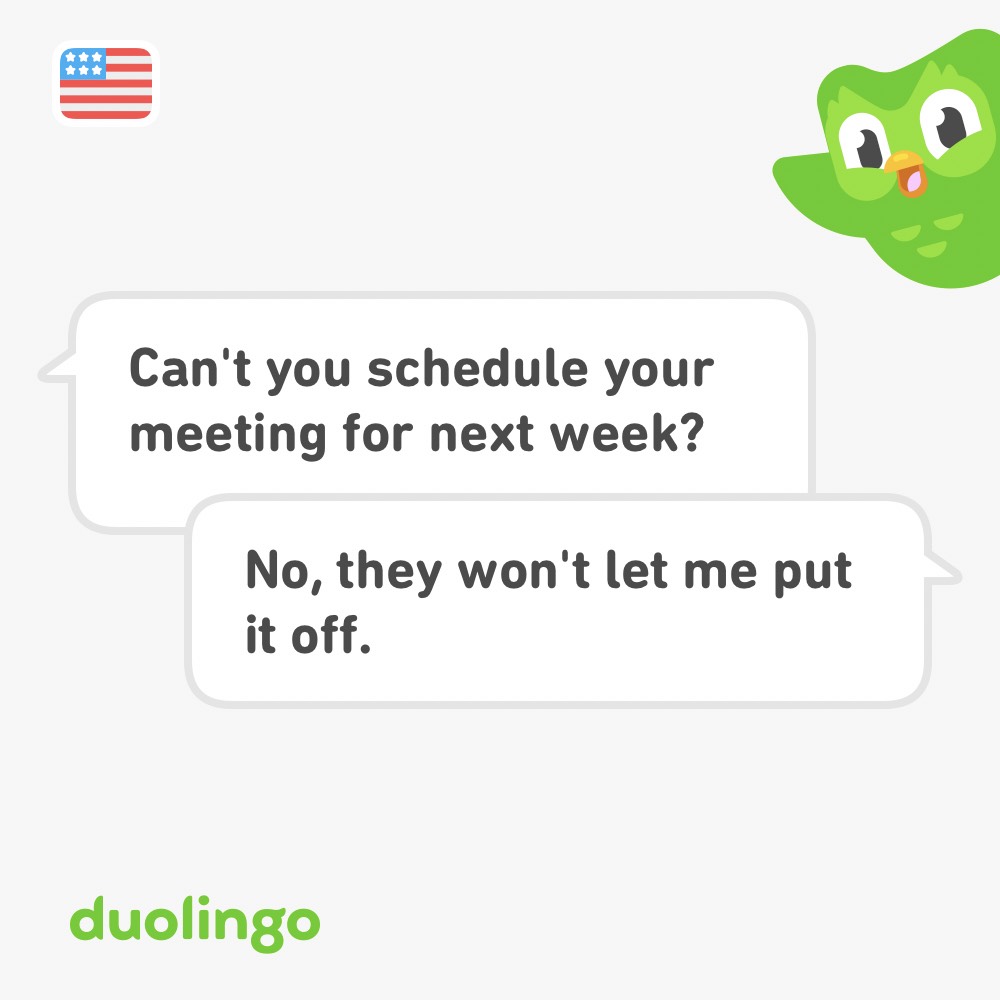 Can't you schedule your
meeting for next week?
No, they won't let me put
it off.
duolingo